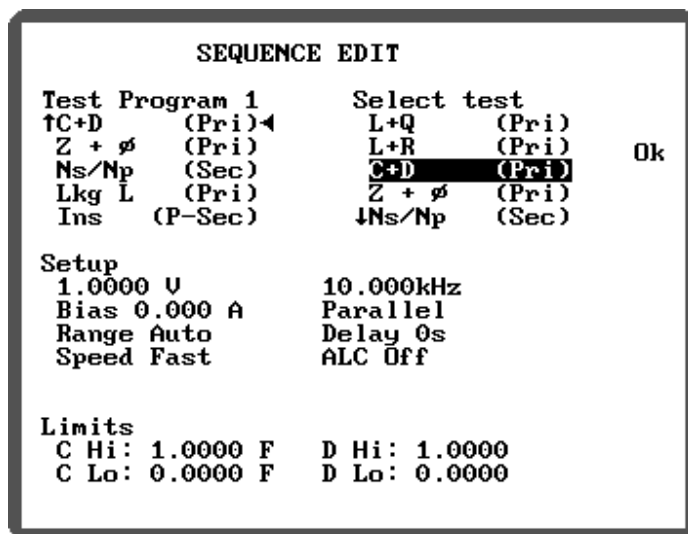 SEQUENCE EDIT
Test Program 1 Select test
↑C+D (Pri)◄ L+Q (Pri)
Z + ø (Pri) L+R (Pri) Ok
Ns/Np (Sec) C+D (Pri)
Lkg L (Pri) Z + ø (Pri)
Ins (P-Sec) ↓Ns/Np (Sec)
Setup
1.0000 V 10.000kHz
Bias 0.000 A Parallel
Range Auto Delay 0s
Speed Fast ALC Off
Limits
C Hi: 1.0000 F D Hi: 1.0000
C Lo: 0.0000 F D Lo: 0.0000